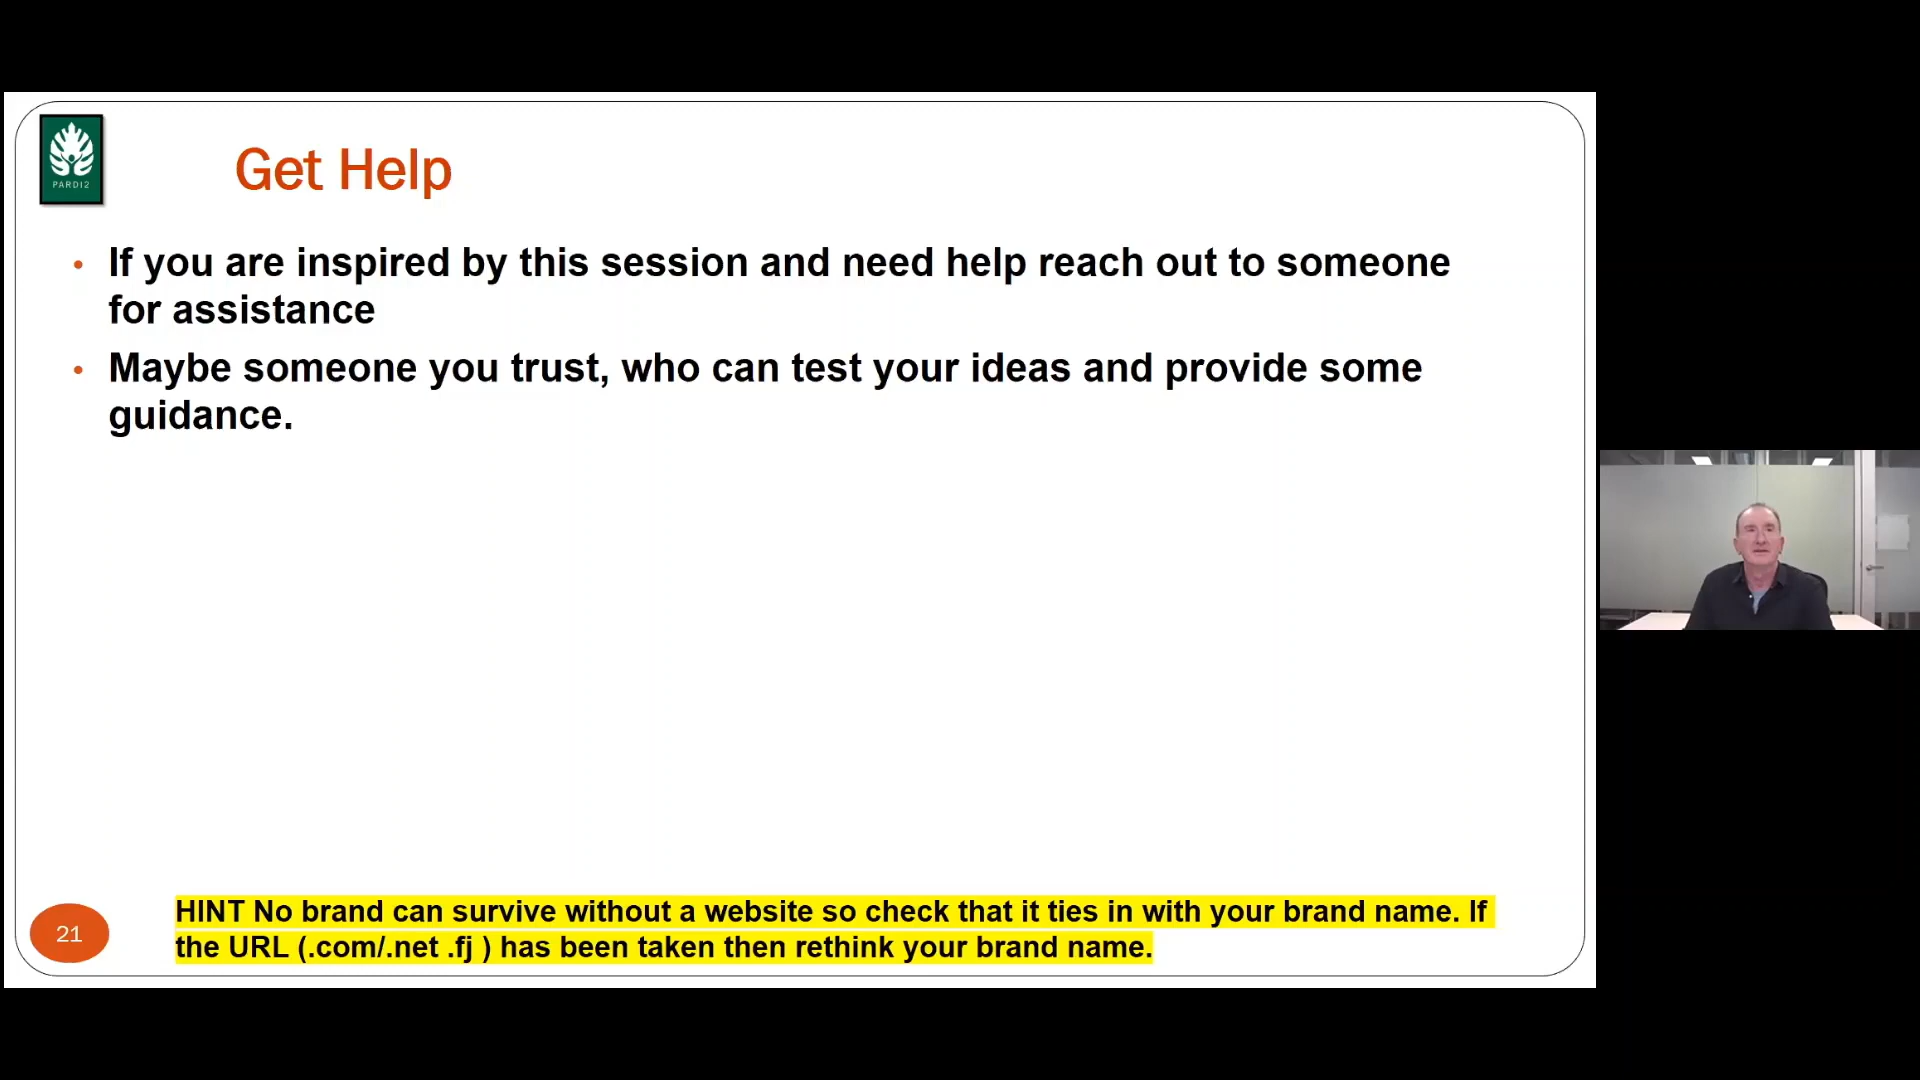 PARDI2
Get Help
• If you are inspired by this session and need help reach out to someone
for assistance
• Maybe someone you trust, who can test your ideas and provide some
guidance.
21
HINT No brand can survive without a website so check that it ties in with your brand name. If
the URL (.com/.net .fj ) has been taken then rethink your brand name.